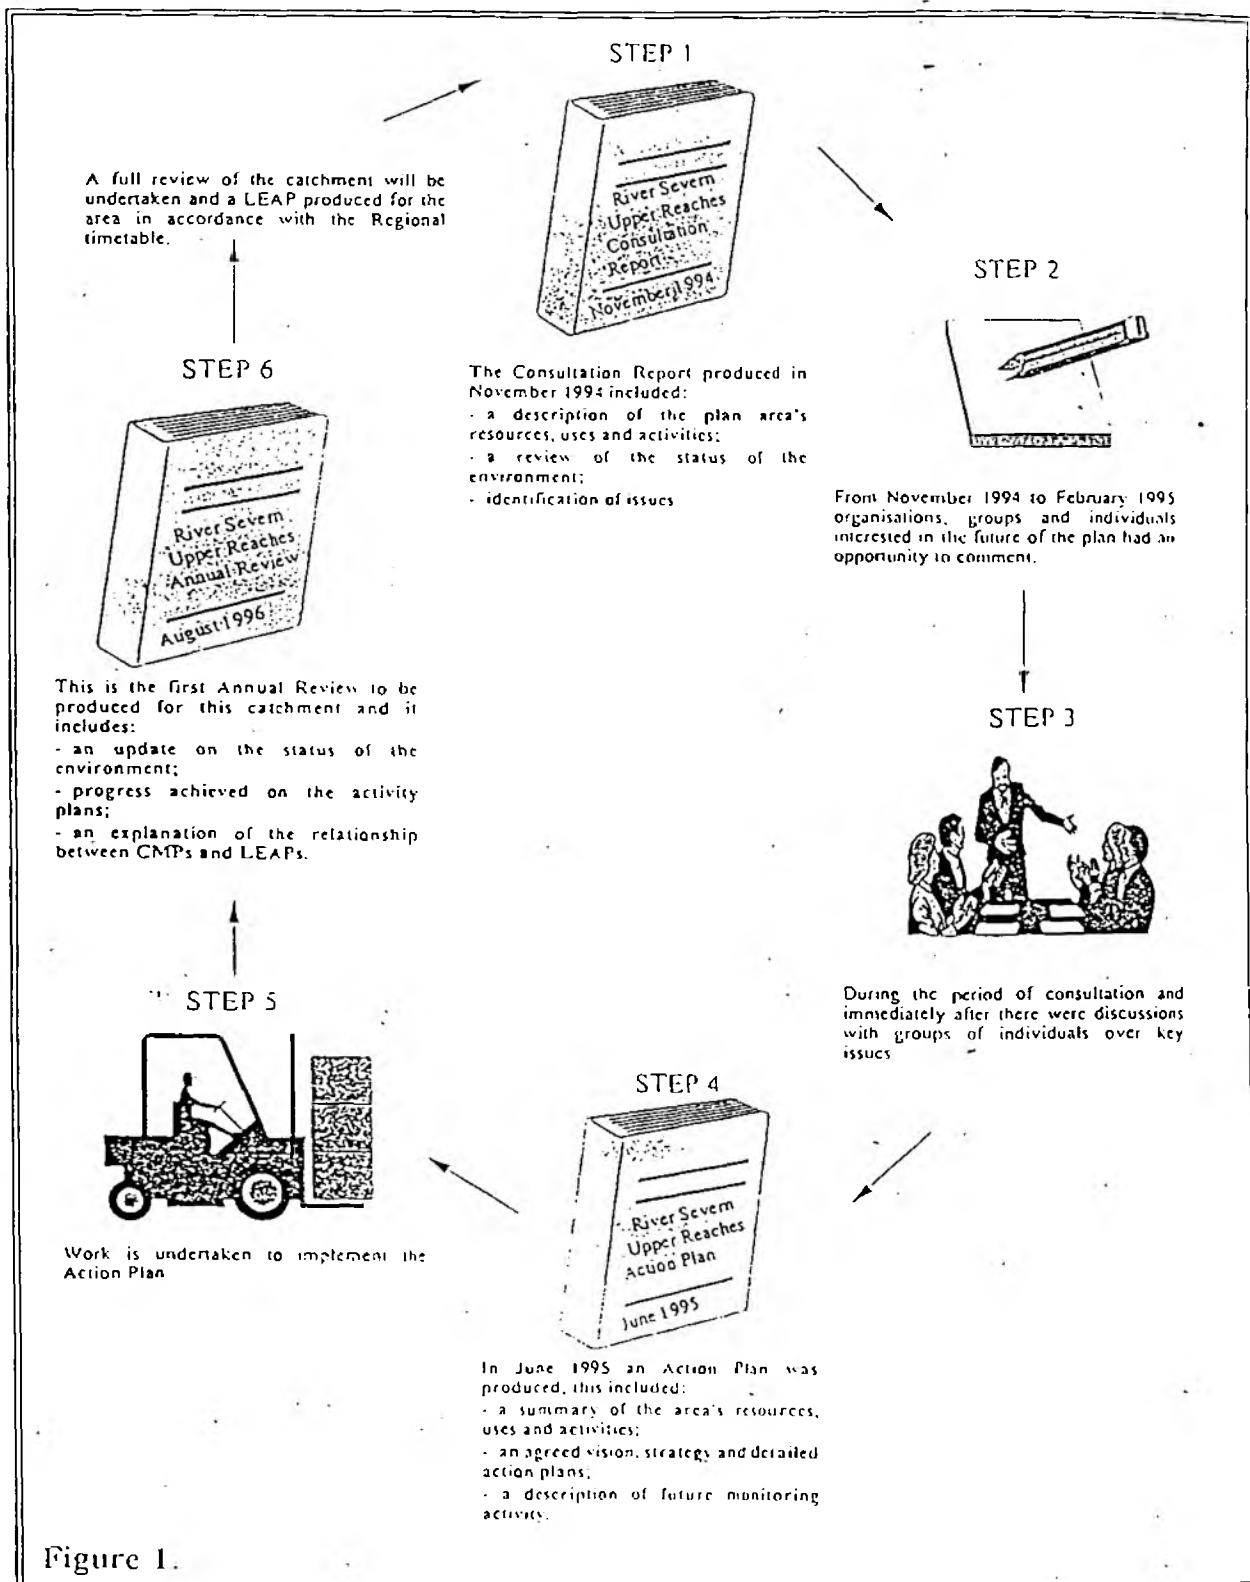 STEP 1
River Severn
Upper Reaches
Consultation
Report
November 1994
The Consultation Report produced in
November 1994 included:
- a description of the plan area's
resources, uses and activities;
- a review of the status of the
environment;
- identification of issues
STEP 2
From November 1994 to February 1995
organisations, groups and individuals
interested in the future of the plan had an
opportunity to comment.
STEP 3
During the period of consultation and
immediately after there were discussions
with groups of individuals over key
issues
STEP 4
River Severn
Upper Reaches
Action Plan
June 1995
In June 1995 an Action Plan was
produced, this included:
- a summary of the area's resources,
uses and activities;
- an agreed vision, strategy and detailed
action plans;
- a description of future monitoring
activity.
STEP 5
Work is undertaken to implement the
Action Plan
STEP 6
River Severn
Upper Reaches
Annual Review
August 1996
This is the first Annual Review to be
produced for this catchment and it
includes:
- an update on the status of the
environment;
- progress achieved on the activity
plans;
- an explanation of the relationship
between CMPs and LEAPs.
A full review of the catchment will be
undertaken and a LEAP produced for the
area in accordance with the Regional
timetable.
Figure 1.